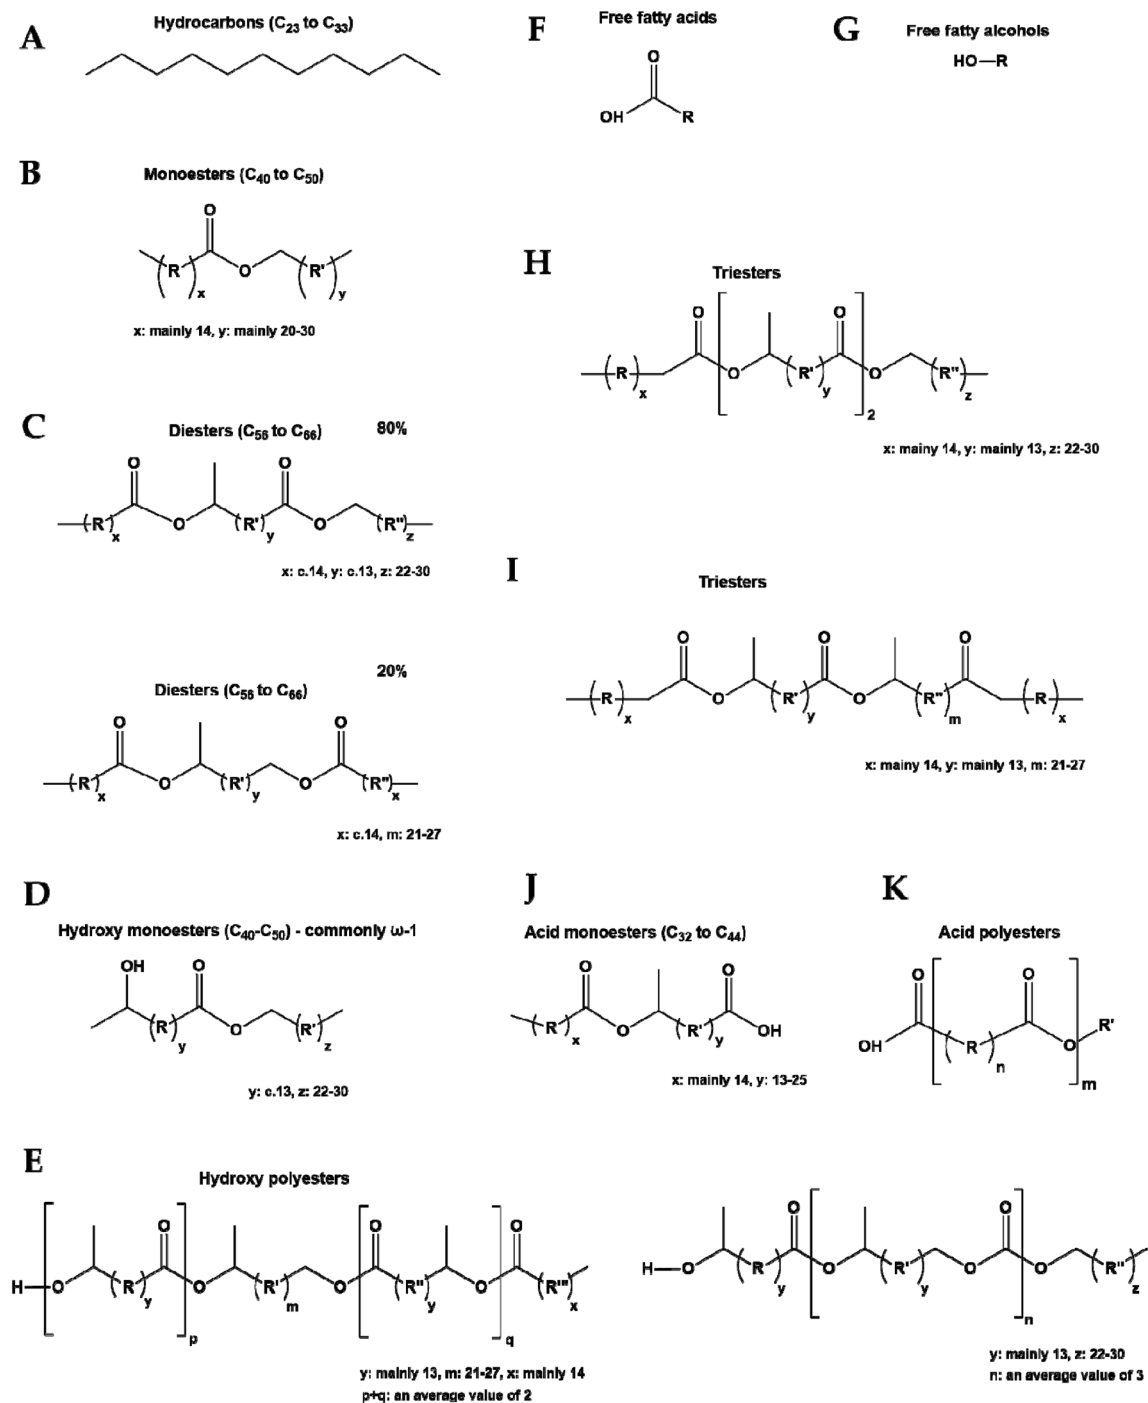 A
Hydrocarbons (C23 to C33)
F
Free fatty acids
O
OH
R
G
Free fatty alcohols
HO—R
B
Monoesters (C40 to C50)
O
( R )x O ( R' )y
x: mainly 14, y: mainly 20-30
H
Triesters
O O
( R )x O ( R' )y O ( R" )z
2
x: mainy 14, y: mainly 13, z: 22-30
C
Diesters (C56 to C66) 80%
O O
( R )x O ( R' )y O ( R" )z
x: c.14, y: c.13, z: 22-30
20%
Diesters (C56 to C66)
O O
( R )x O ( R' )y O ( R" )x
x: c.14, m: 21-27
I
Triesters
O O O
( R )x O ( R' )y O ( R" )m ( R )x
x: mainy 14, y: mainly 13, m: 21-27
D
Hydroxy monoesters (C40-C50) - commonly ω-1
OH O
( R )y O ( R' )z
y: c.13, z: 22-30
J
Acid monoesters (C32 to C44)
O O
( R )x O ( R' )y OH
x: mainly 14, y: 13-25
K
Acid polyesters
O O
OH ( R )n O R'
m
E
Hydroxy polyesters
O O O
H O ( R )y O ( R' )m O ( R" )y O ( R''' )x
p q
y: mainly 13, m: 21-27, x: mainly 14
p+q: an average value of 2
O O
H O ( R )y O ( R' )y O O ( R" )z
n
y: mainly 13, z: 22-30
n: an average value of 3